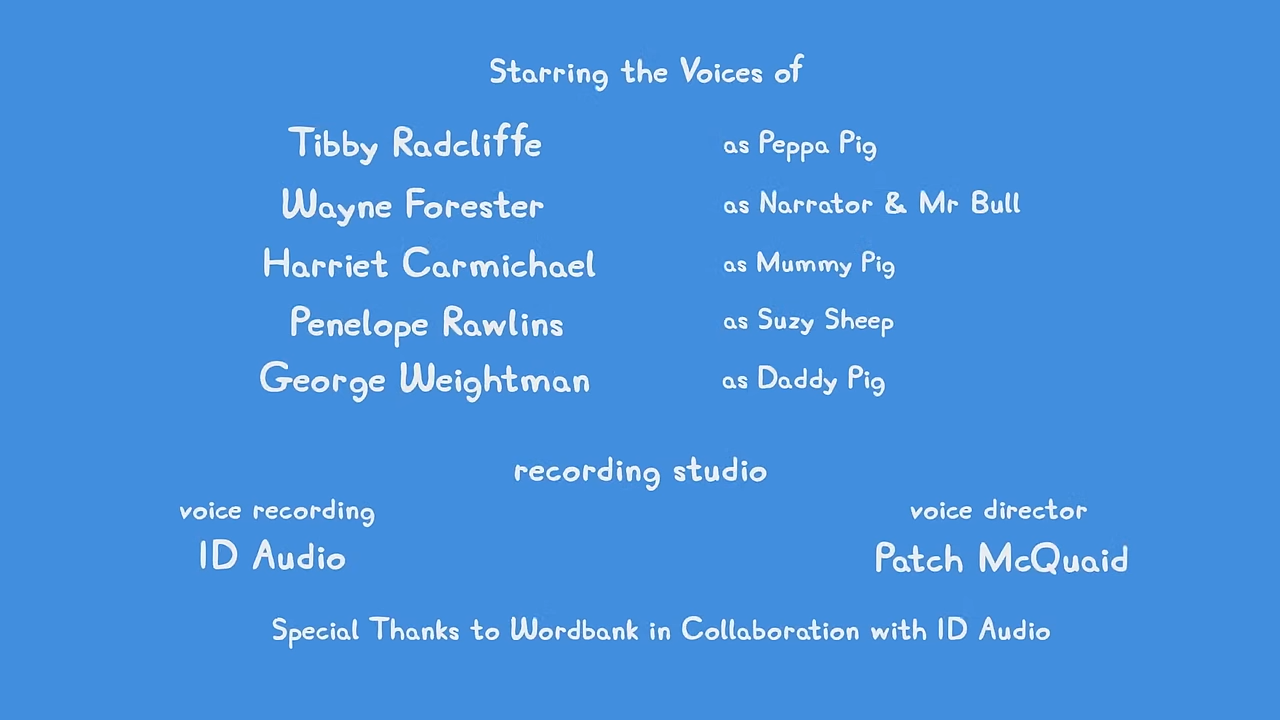 Starring the Voices of
Tibby Radcliffe as Peppa Pig
Wayne Forester as Narrator & Mr Bull
Harriet Carmichael as Mummy Pig
Penelope Rawlins as Suzy Sheep
George Weightman as Daddy Pig
recording studio
voice recording voice director
ID Audio Patch McQuaid
Special Thanks to Wordbank in Collaboration with ID Audio